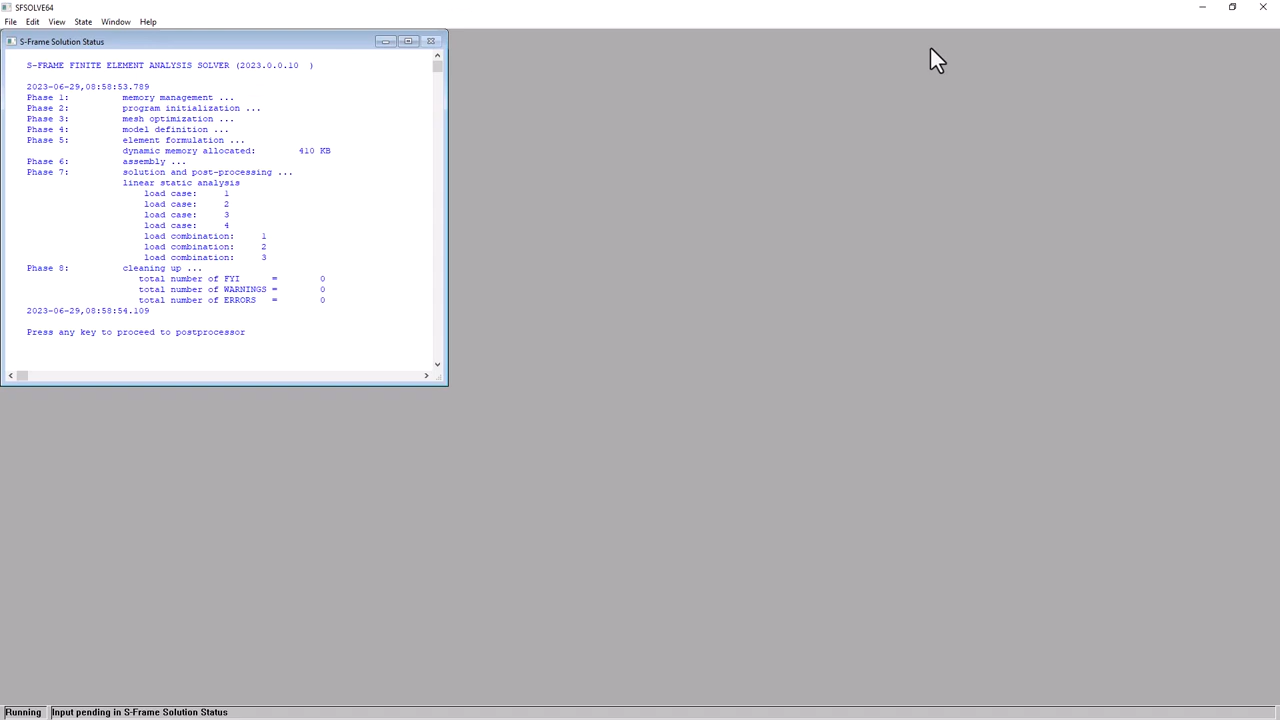 SFSOLVE64
File Edit View State Window Help
S-Frame Solution Status
S-FRAME FINITE ELEMENT ANALYSIS SOLVER (2023.0.0.10 )
2023-06-29,08:58:53.789
Phase 1: memory management ...
Phase 2: program initialization ...
Phase 3: mesh optimization ...
Phase 4: model definition ...
Phase 5: element formulation ...
dynamic memory allocated: 410 KB
Phase 6: assembly ...
Phase 7: solution and post-processing ...
linear static analysis
load case: 1
load case: 2
load case: 3
load case: 4
load combination: 1
load combination: 2
load combination: 3
Phase 8: cleaning up ...
total number of FYI = 0
total number of WARNINGS = 0
total number of ERRORS = 0
2023-06-29,08:58:54.109
Press any key to proceed to postprocessor
Running Input pending in S-Frame Solution Status